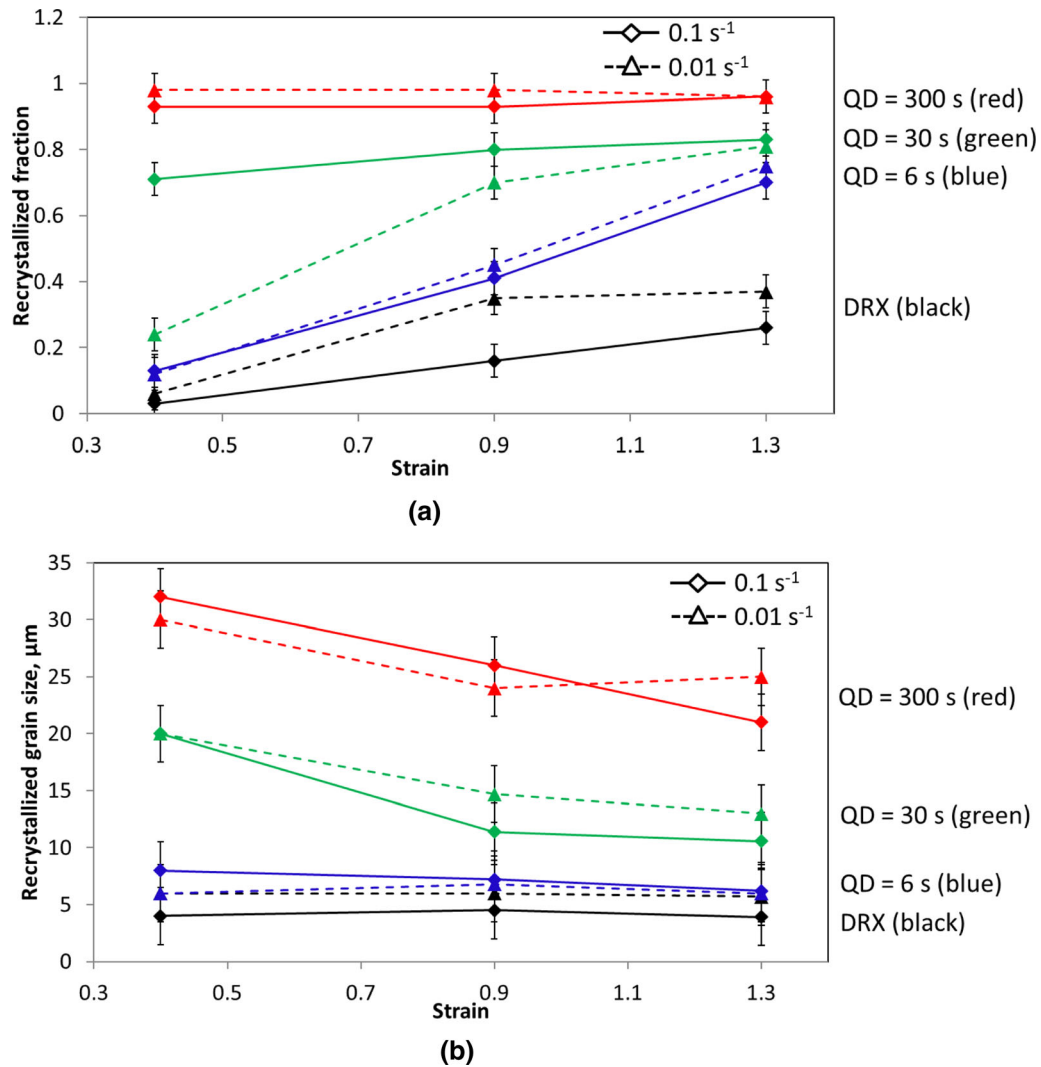 1.2
1
0.8
0.6
0.4
0.2
0
Recrystallized fraction
0.1 s⁻¹
0.01 s⁻¹
QD = 300 s (red)
QD = 30 s (green)
QD = 6 s (blue)
DRX (black)
0.3 0.5 0.7 0.9 1.1 1.3
Strain
(a)
35
30
25
20
15
10
5
0
Recrystallized grain size, µm
0.1 s⁻¹
0.01 s⁻¹
QD = 300 s (red)
QD = 30 s (green)
QD = 6 s (blue)
DRX (black)
0.3 0.5 0.7 0.9 1.1 1.3
Strain
(b)